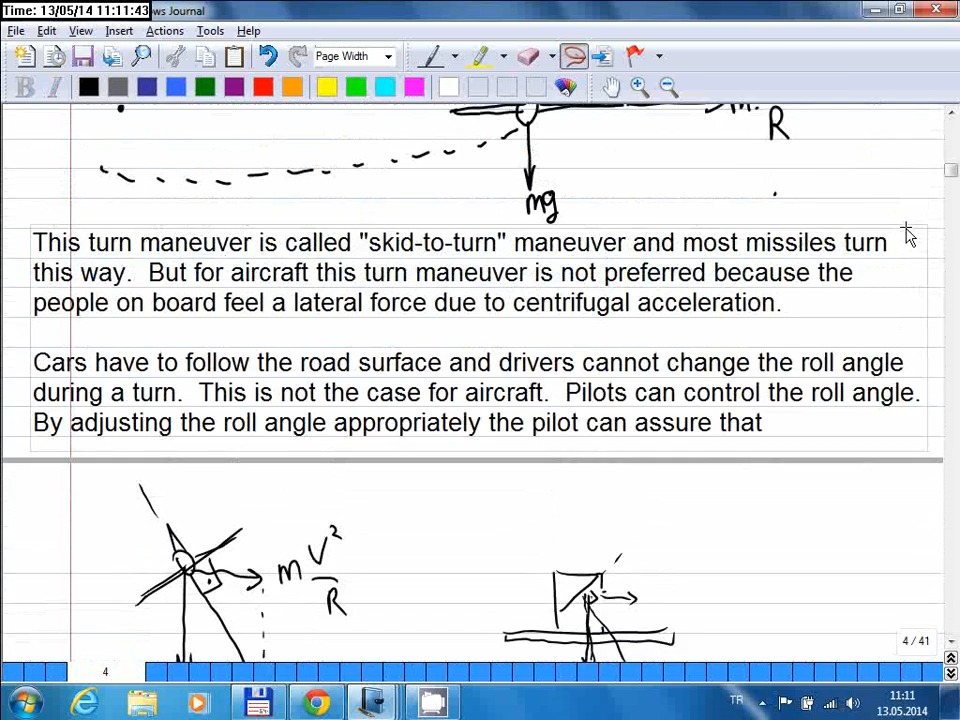 Time: 13/05/14 11:11:43
ows Journal
File Edit View Insert Actions Tools Help
Page Width
B I
m.
R
mg
This turn maneuver is called "skid-to-turn" maneuver and most missiles turn
this way. But for aircraft this turn maneuver is not preferred because the
people on board feel a lateral force due to centrifugal acceleration.
Cars have to follow the road surface and drivers cannot change the roll angle
during a turn. This is not the case for aircraft. Pilots can control the roll angle.
By adjusting the roll angle appropriately the pilot can assure that
m V²
R
4 / 41
4
TR
11:11
13.05.2014